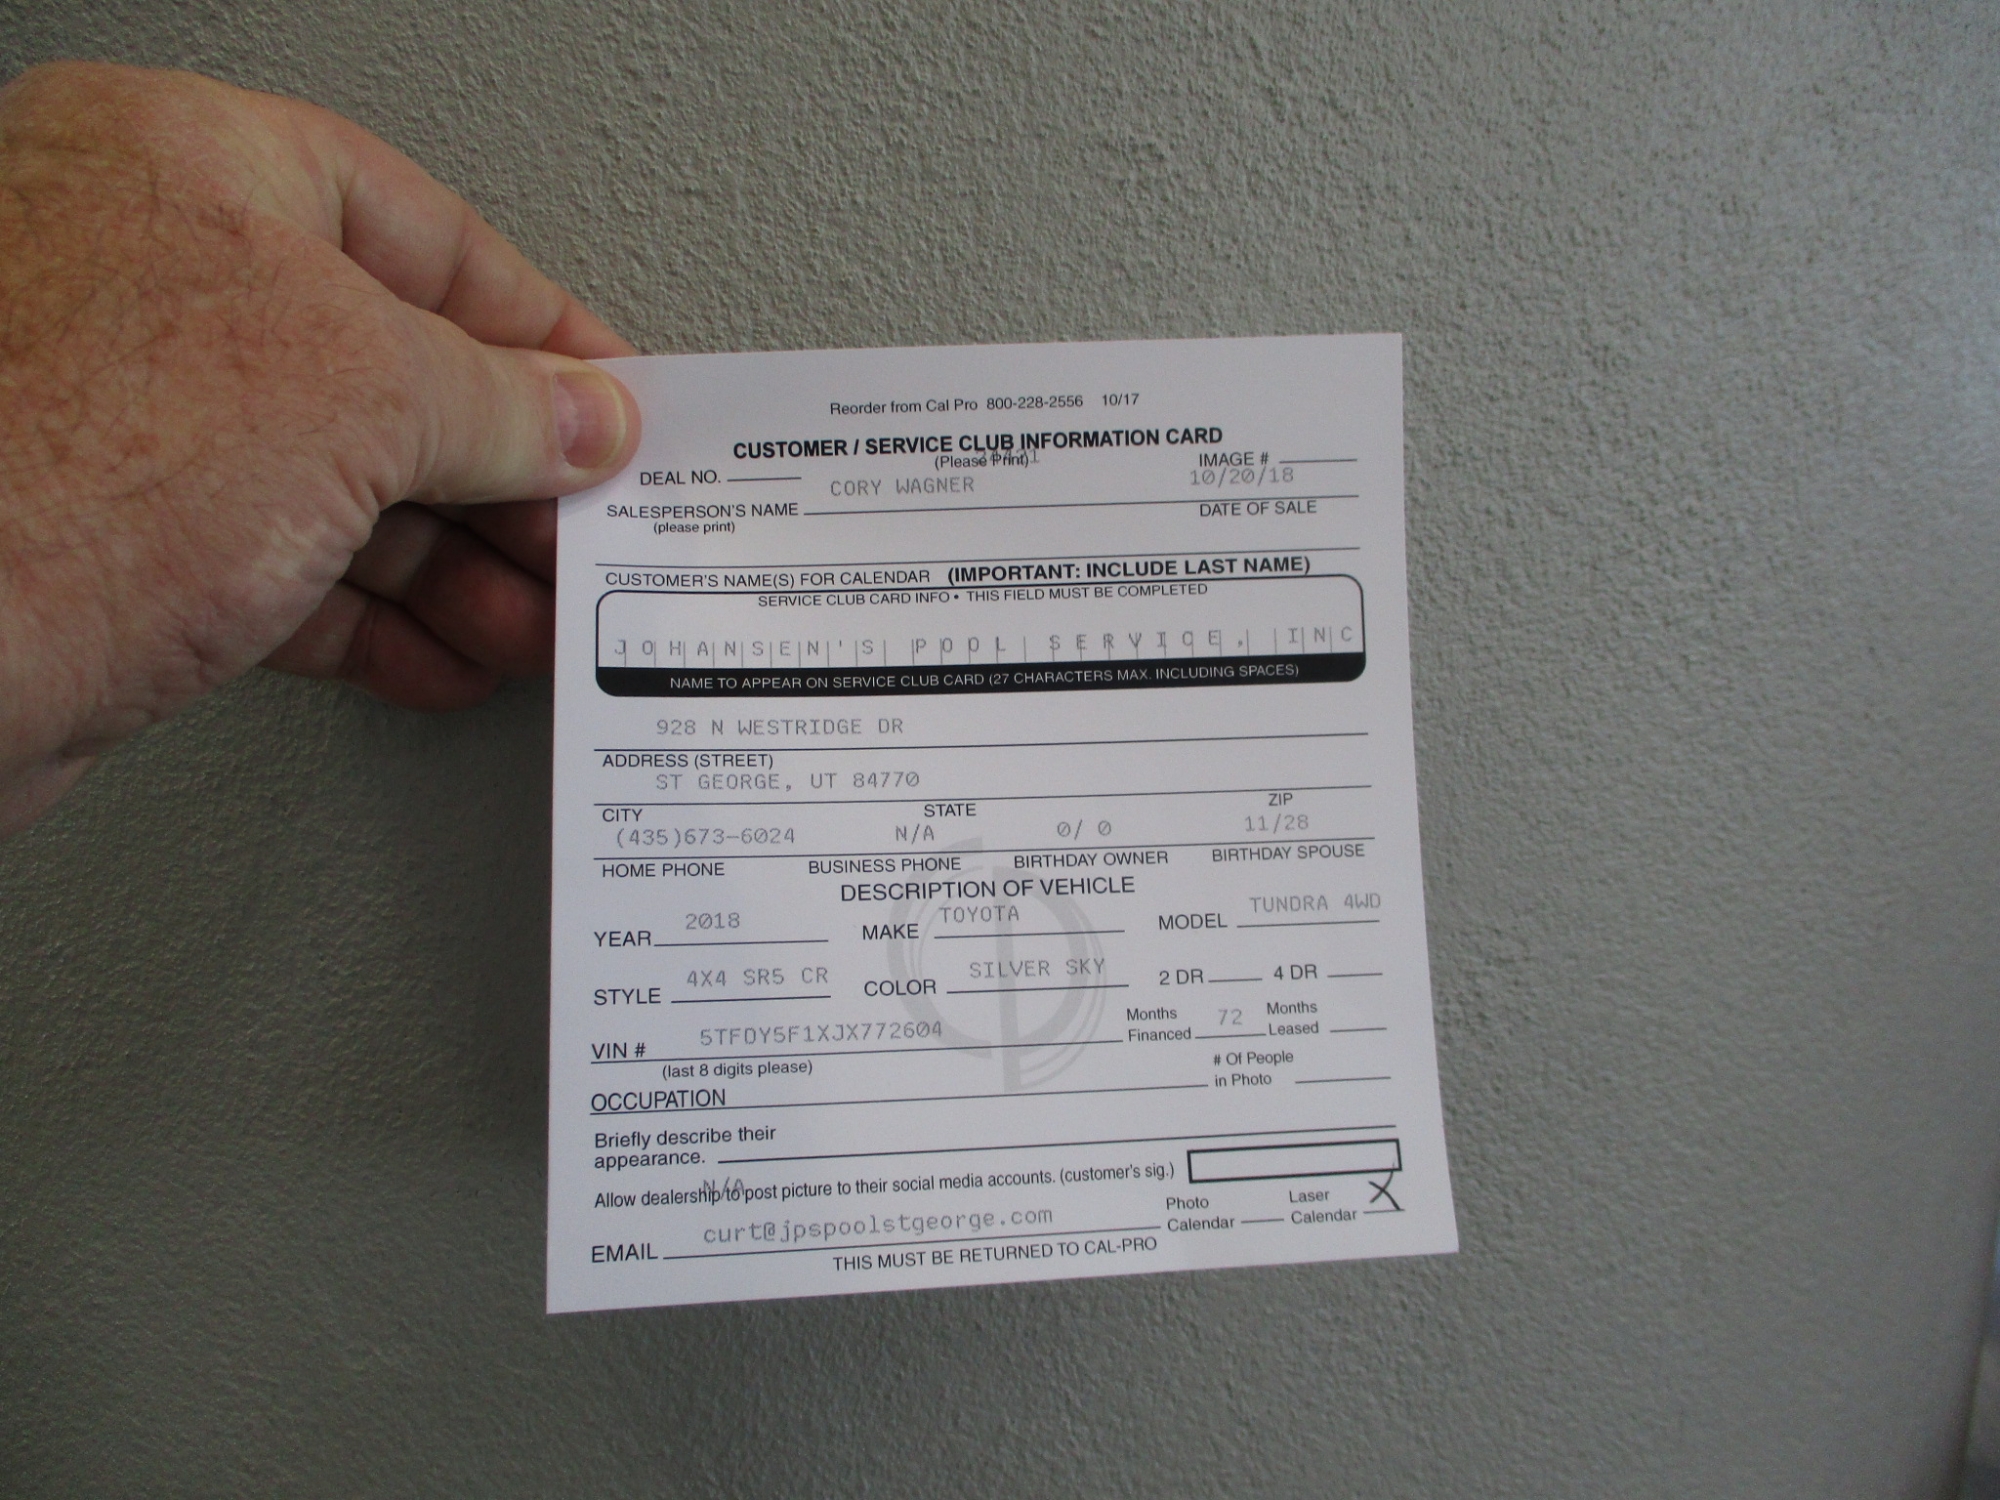 Reorder from Cal Pro 800-228-2556 10/17
CUSTOMER / SERVICE CLUB INFORMATION CARD
(Please Print)
DEAL NO. IMAGE #
CORY WAGNER 10/20/18
SALESPERSON'S NAME DATE OF SALE
(please print)
CUSTOMER'S NAME(S) FOR CALENDAR (IMPORTANT: INCLUDE LAST NAME)
SERVICE CLUB CARD INFO • THIS FIELD MUST BE COMPLETED
JOHANSEN'S POOL SERVICE, INC
NAME TO APPEAR ON SERVICE CLUB CARD (27 CHARACTERS MAX. INCLUDING SPACES)
928 N WESTRIDGE DR
ADDRESS (STREET)
ST GEORGE, UT 84770
CITY STATE ZIP
(435)673-6024 N/A 0/ 0 11/28
HOME PHONE BUSINESS PHONE BIRTHDAY OWNER BIRTHDAY SPOUSE
DESCRIPTION OF VEHICLE
YEAR 2018 MAKE TOYOTA MODEL TUNDRA 4WD
STYLE 4X4 SR5 CR COLOR SILVER SKY 2 DR 4 DR
VIN # 5TFDY5F1XJX772604 Months Financed 72 Months Leased
(last 8 digits please) # Of People in Photo
OCCUPATION
Briefly describe their
appearance.
Allow dealership to post picture to their social media accounts. (customer's sig.)
N/A
EMAIL curt@jpspoolstgeorge.com Photo Calendar Laser Calendar X
THIS MUST BE RETURNED TO CAL-PRO